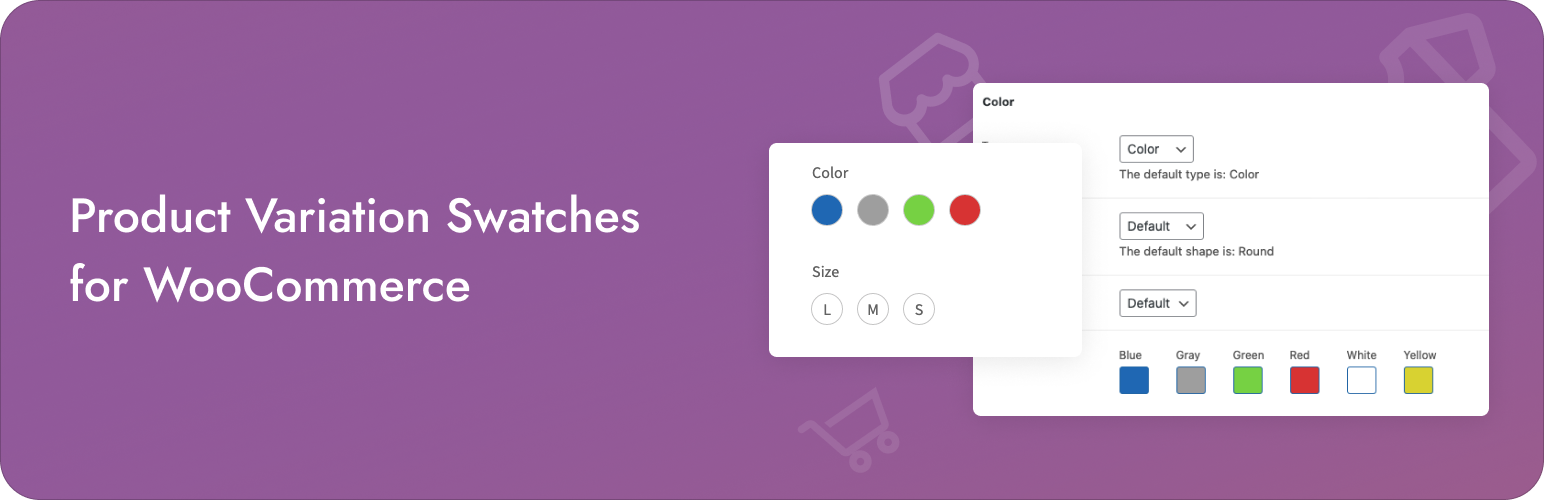 Product Variation Swatches
for WooCommerce
Color
Size
L M S
Color
Color
The default type is: Color
Default
The default shape is: Round
Default
Blue Gray Green Red White Yellow